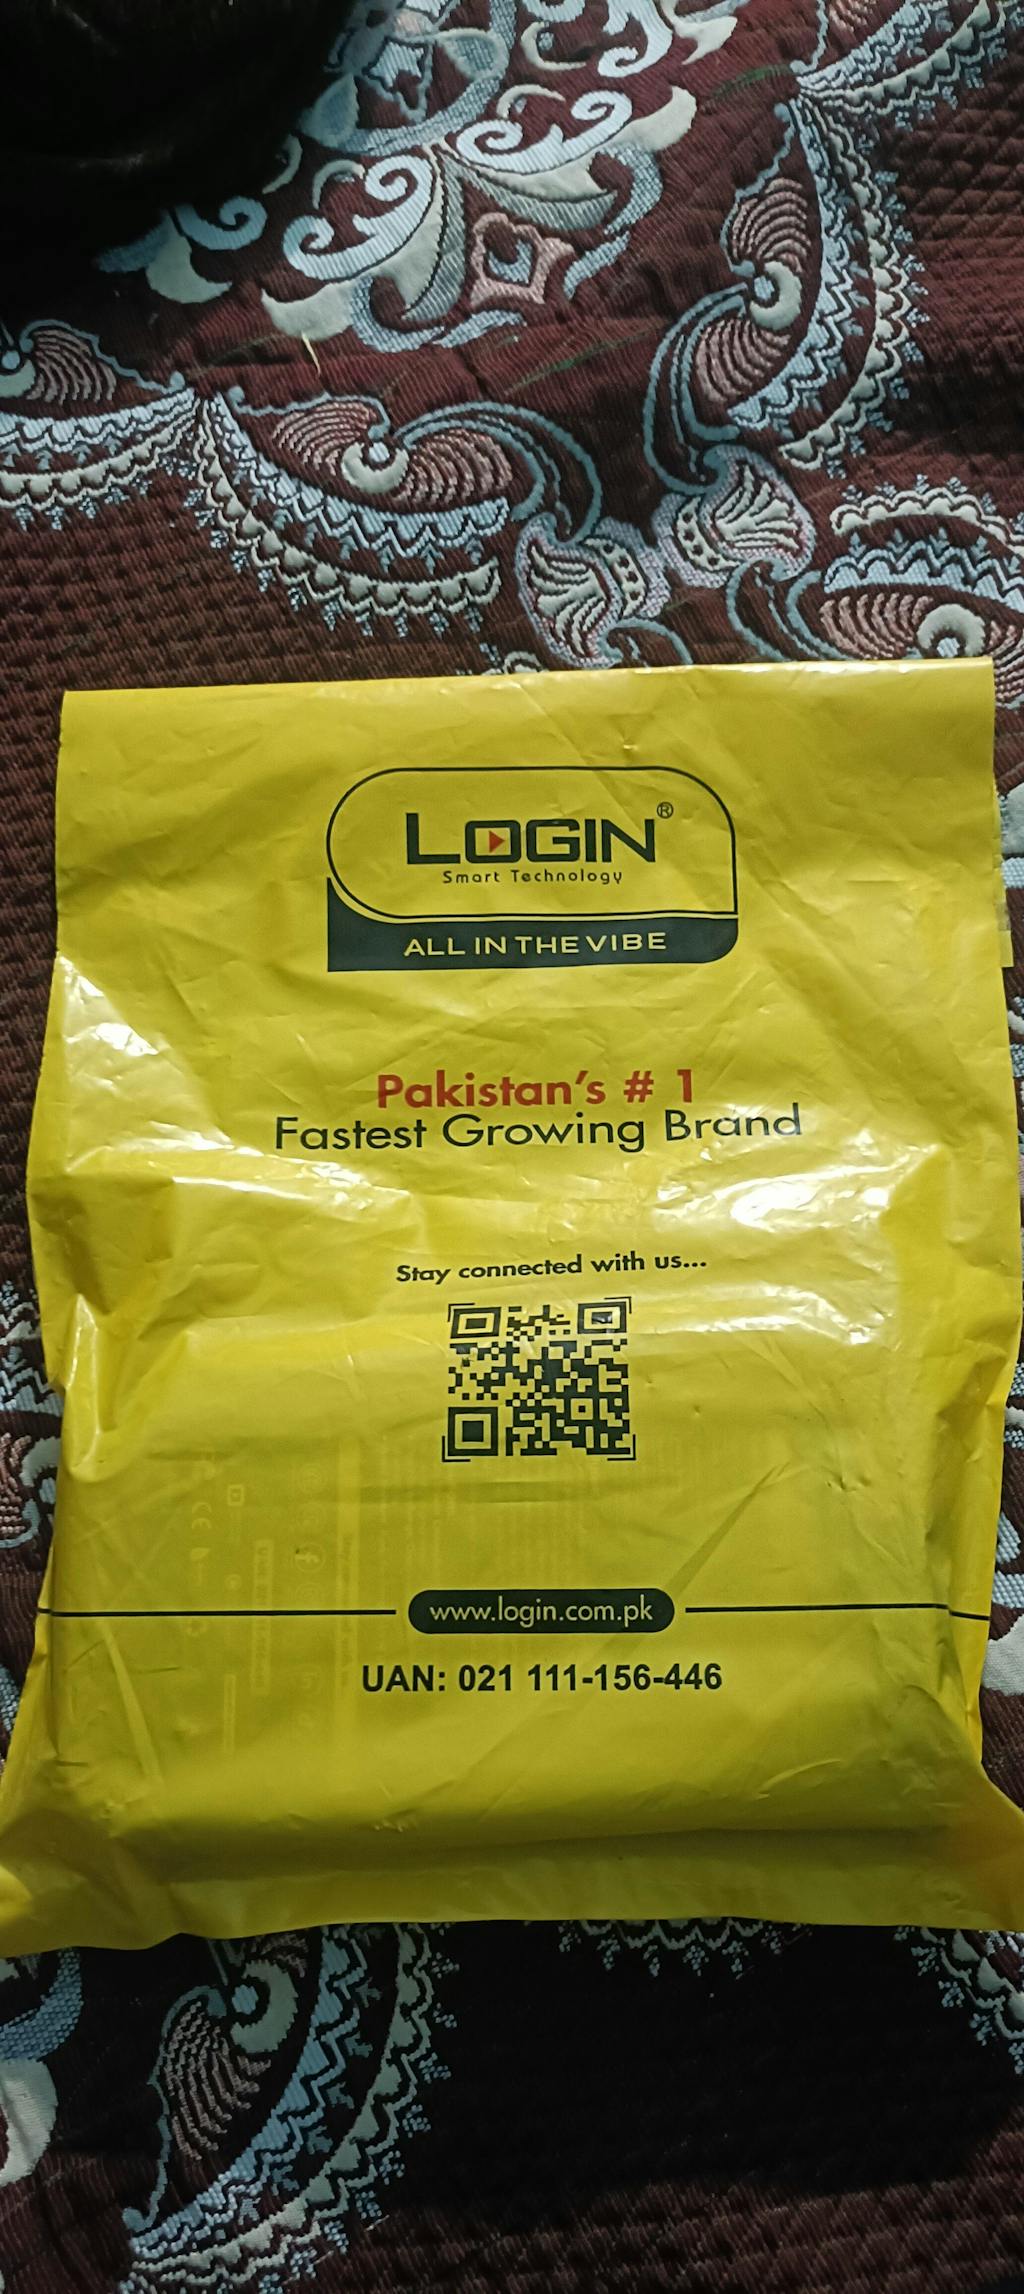 LOGIN®
Smart Technology
ALL IN THE VIBE
Pakistan's # 1
Fastest Growing Brand
Stay connected with us...
www.login.com.pk
UAN: 021 111-156-446